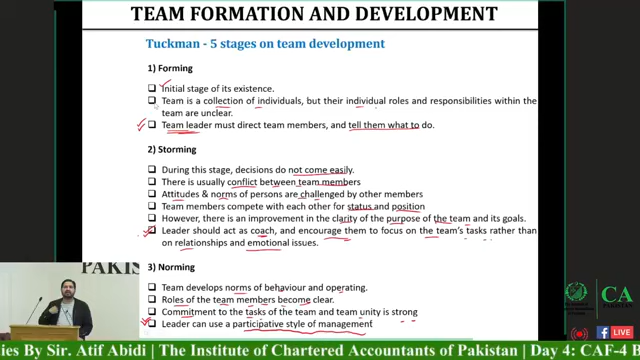 TEAM FORMATION AND DEVELOPMENT
Tuckman - 5 stages on team development
1) Forming
Initial stage of its existence.
Team is a collection of individuals, but their individual roles and responsibilities within the
team are unclear.
Team leader must direct team members, and tell them what to do.
2) Storming
During this stage, decisions do not come easily.
There is usually conflict between team members
Attitudes & norms of persons are challenged by other members
Team members compete with each other for status and position
However, there is an improvement in the clarity of the purpose of the team and its goals.
Leader should act as coach, and encourage them to focus on the team's tasks rather than
on relationships and emotional issues.
3) Norming
Team develops norms of behaviour and operating.
Roles of the team members become clear.
Commitment to the tasks of the team and team unity is strong
Leader can use a participative style of management
PAKIS
CA
PAKISTAN
LIVE
ies By Sir. Atif Abidi | The Institute of Chartered Accountants of Pakistan | Day 4: CAF-4 B